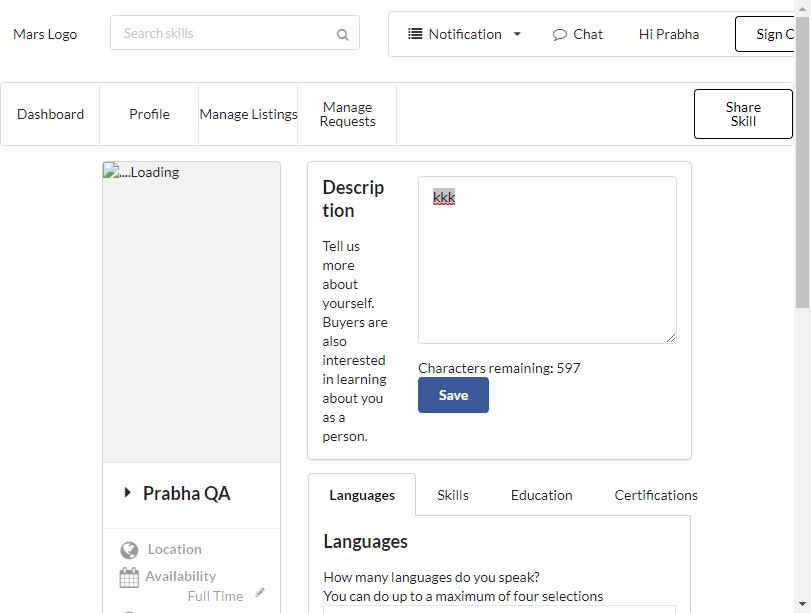 Mars Logo
Search skills
Notification
Chat
Hi Prabha
Sign
Dashboard
Profile
Manage Listings
Manage
Requests
Share
Skill
....Loading
Descrip
tion
Tell us
more
about
yourself.
Buyers are
also
interested
in learning
about you
as a
person.
kkk
Characters remaining: 597
Save
Prabha QA
Location
Availability
Full Time
Languages
Skills
Education
Certifications
Languages
How many languages do you speak?
You can do up to a maximum of four selections